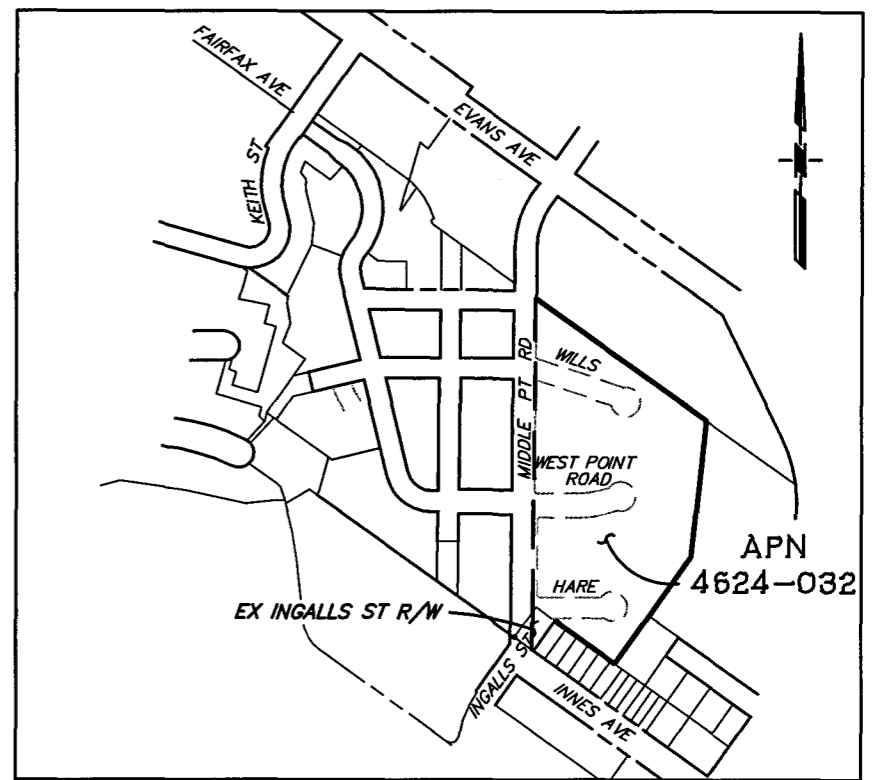 FAIRFAX AVE
EVANS AVE
KEITH ST
WILLS
MIDDLE PT RD
WEST POINT
ROAD
APN
4624-032
HARE
EX INGALLS ST R/W
INGALLS ST
INNES AVE